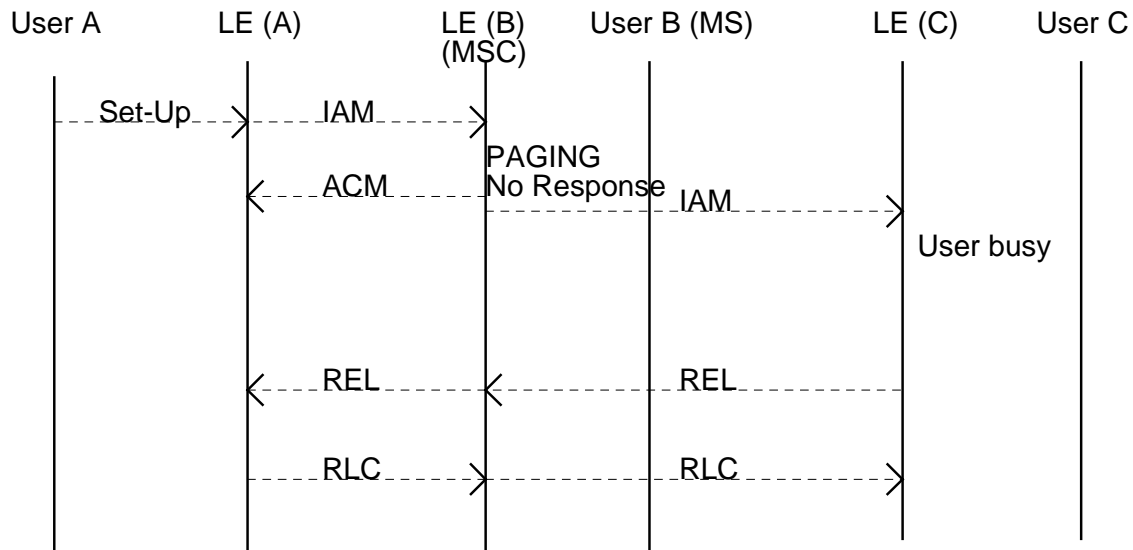 User A
LE (A)
LE (B)
(MSC)
User B (MS)
LE (C)
User C
Set-Up
IAM
PAGING
No Response
ACM
IAM
User busy
REL
REL
RLC
RLC